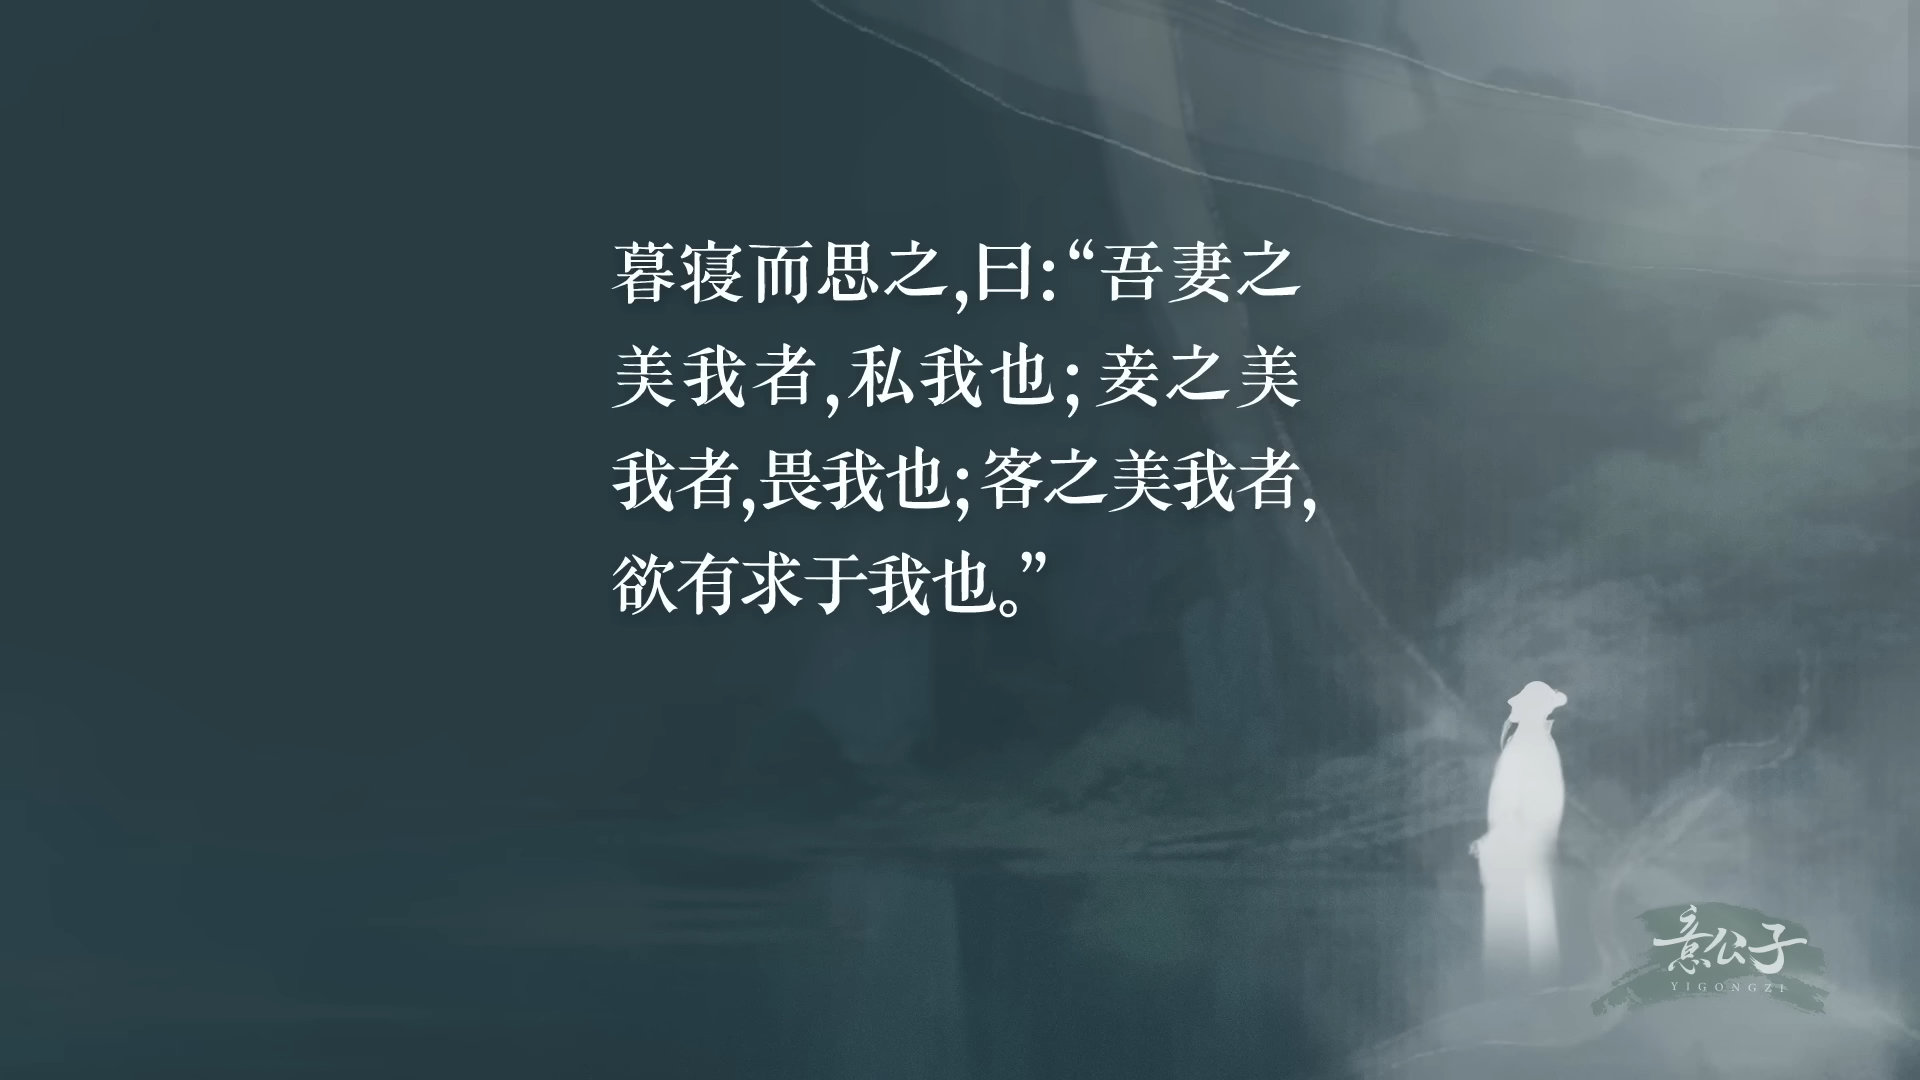 暮寝而思之,曰:“吾妻之
美我者,私我也;妾之美
我者,畏我也;客之美我者,
欲有求于我也。”
意公子
YIGONGZI